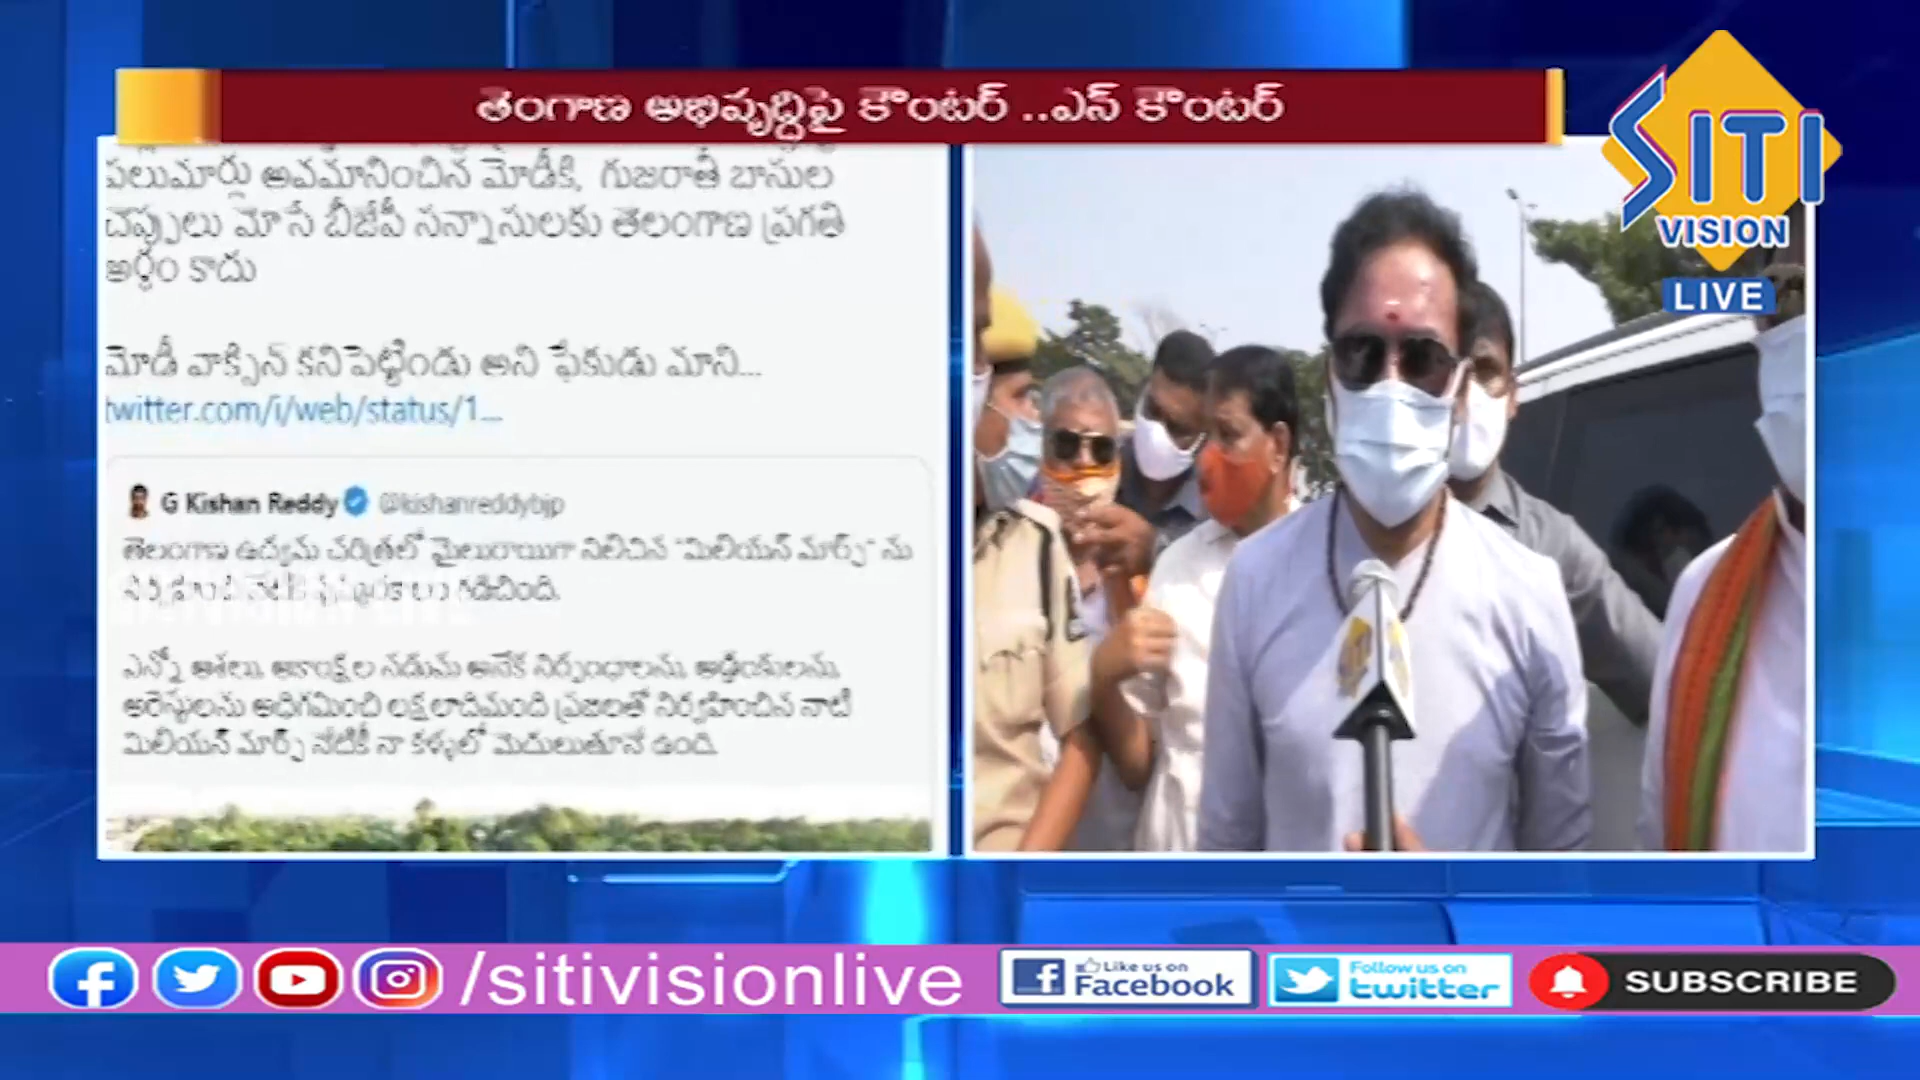 తెంగాణ అభివృద్ధిపై కౌంటర్ ..ఎన్ కౌంటర్
SITI
VISION
LIVE
పలుమార్లు అవమానించిన మోడీకి, గుజరాతీ బాసుల
చెప్పులు మోసే బీజేపీ సన్నాసులకు తెలంగాణ ప్రగతి
అర్థం కాదు
మోడీ వాక్సిన్ కనిపెట్టిండు అని ఫేకుడు మాని...
twitter.com/i/web/status/1...
G Kishan Reddy @kishanreddybjp
తెలంగాణ ఉద్యమ చరిత్రలో మైలురాయిగా నిలిచిన "మిలియన్ మార్చ్" ను
గడిచింది.
ఎన్నో ఆశలు, ఆకాంక్షల నడుమ అనేక నిర్బంధాలను, అడ్డంకులను,
అరెస్టులను అధిగమించి లక్షలాదిమంది ప్రజలతో నిర్వహించిన నాటి
మిలియన్ మార్చ్ నేటికీ నా కళ్ళలో మెదులుతూనే ఉంది.
/sitivisionlive
Like us on
Facebook
Follow us on
twitter
SUBSCRIBE